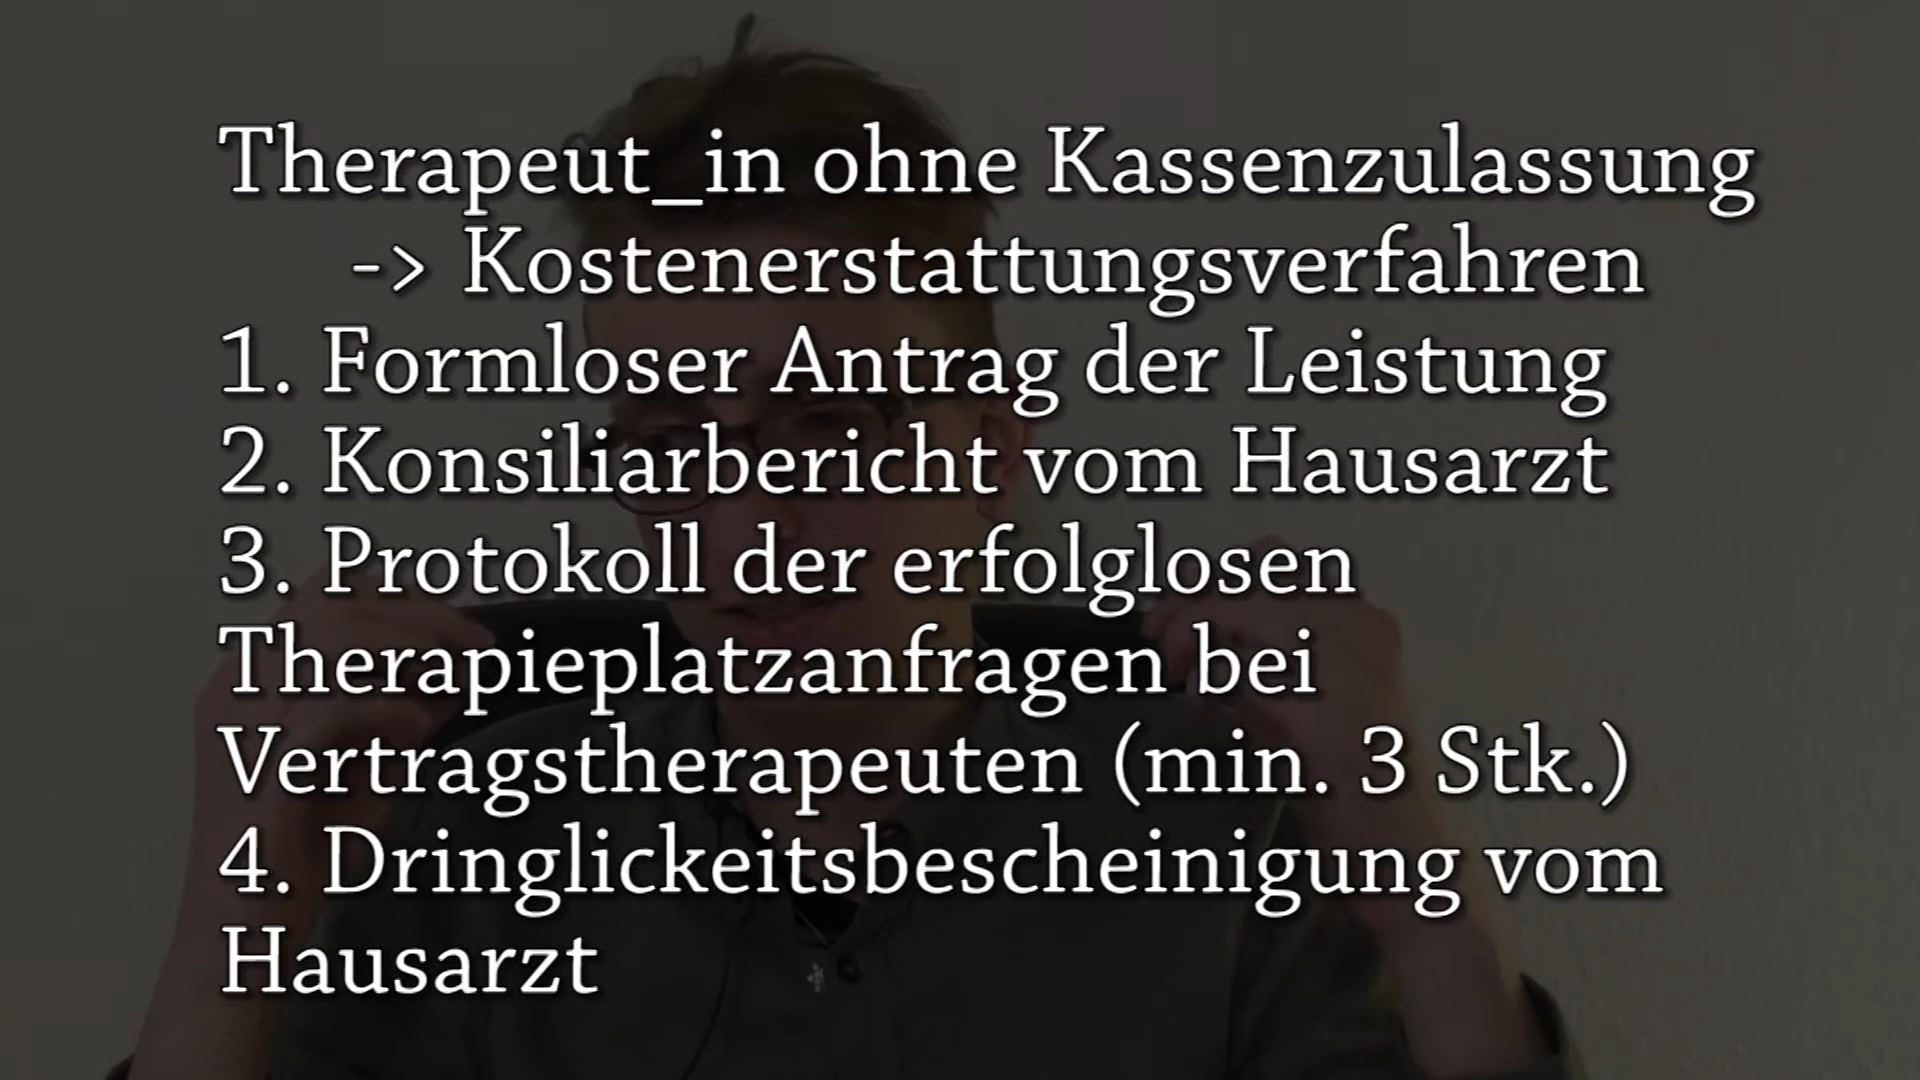 Therapeut_in ohne Kassenzulassung
-> Kostenerstattungsverfahren
1. Formloser Antrag der Leistung
2. Konsiliarbericht vom Hausarzt
3. Protokoll der erfolglosen
Therapieplatzanfragen bei
Vertragstherapeuten (min. 3 Stk.)
4. Dringlickeitsbescheinigung vom
Hausarzt